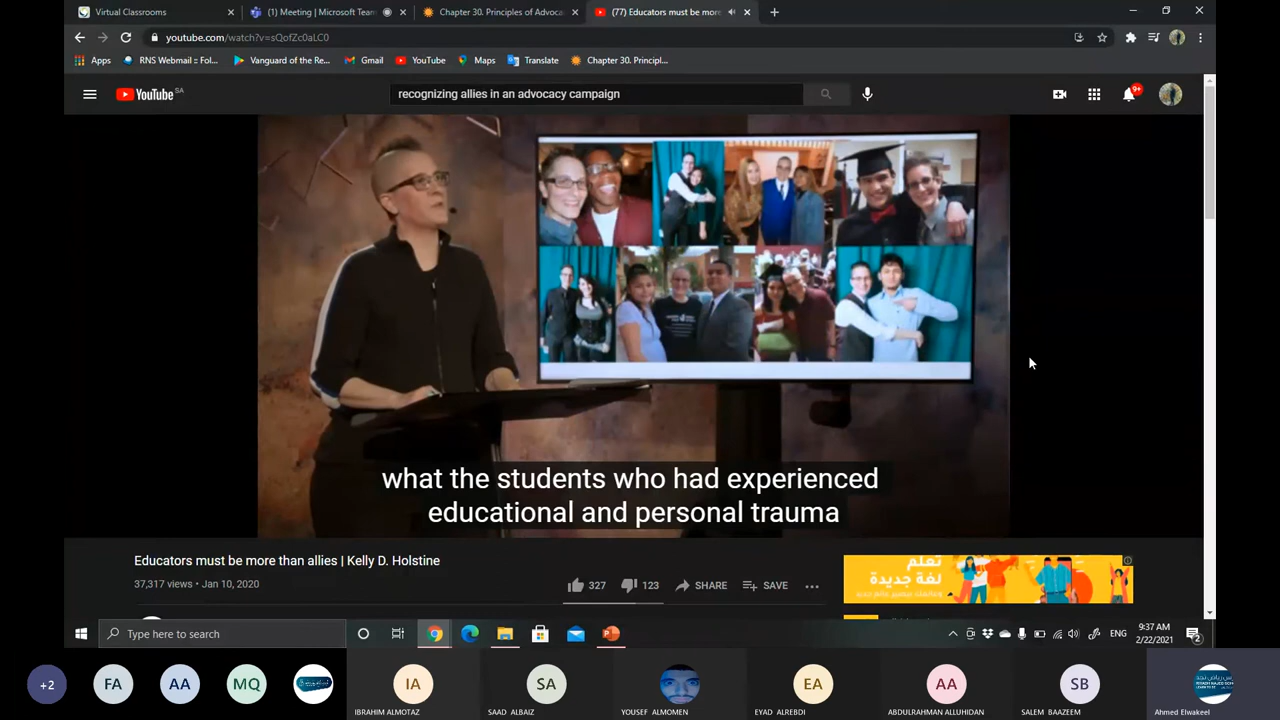 Virtual Classrooms
(1) Meeting | Microsoft Team
Chapter 30. Principles of Advoca
(77) Educators must be more
youtube.com/watch?v=sQofZc0aLC0
Apps
RNS Webmail :: Fol...
Vanguard of the Re...
Gmail
YouTube
Maps
Translate
Chapter 30. Principl...
YouTube SA
recognizing allies in an advocacy campaign
9+
what the students who had experienced
educational and personal trauma
Educators must be more than allies | Kelly D. Holstine
37,317 views • Jan 10, 2020
327
123
SHARE
SAVE
تعلم
لغة جديدة
Type here to search
ENG
9:37 AM
2/22/2021
2
+2
FA
AA
MQ
IA
SA
EA
AA
SB
IBRAHIM ALMOTAZ
SAAD ALBAIZ
YOUSEF ALMOMEN
EYAD ALREBDI
ABDULRAHMAN ALLUHIDAN
SALEM BAAZEEM
Ahmed Elwakeel